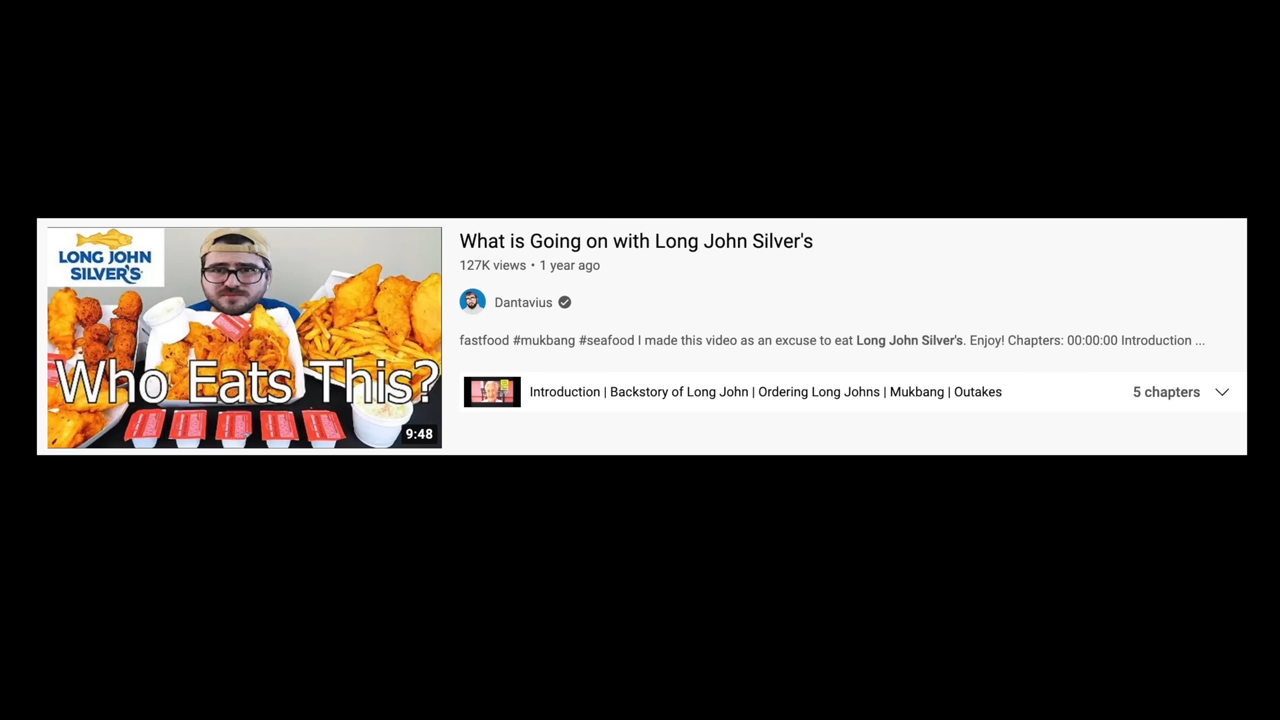 LONG JOHN
SILVER'S
Who Eats This?
9:48
What is Going on with Long John Silver's
127K views • 1 year ago
Dantavius
fastfood #mukbang #seafood I made this video as an excuse to eat Long John Silver's. Enjoy! Chapters: 00:00:00 Introduction ...
Introduction | Backstory of Long John | Ordering Long Johns | Mukbang | Outakes
5 chapters